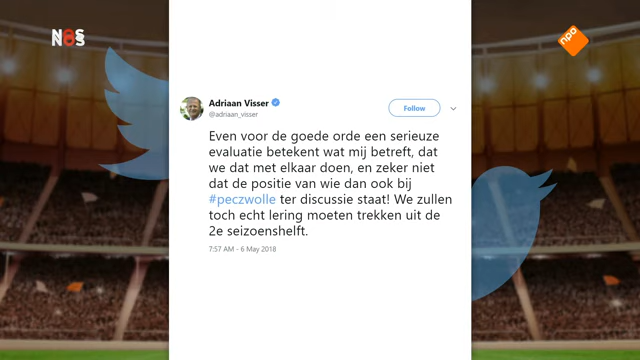 NOS
NOS
npo
Adriaan Visser
@adriaan_visser
Follow
Even voor de goede orde een serieuze
evaluatie betekent wat mij betreft, dat
we dat met elkaar doen, en zeker niet
dat de positie van wie dan ook bij
#peczwolle ter discussie staat! We zullen
toch echt lering moeten trekken uit de
2e seizoenshelft.
7:57 AM - 6 May 2018